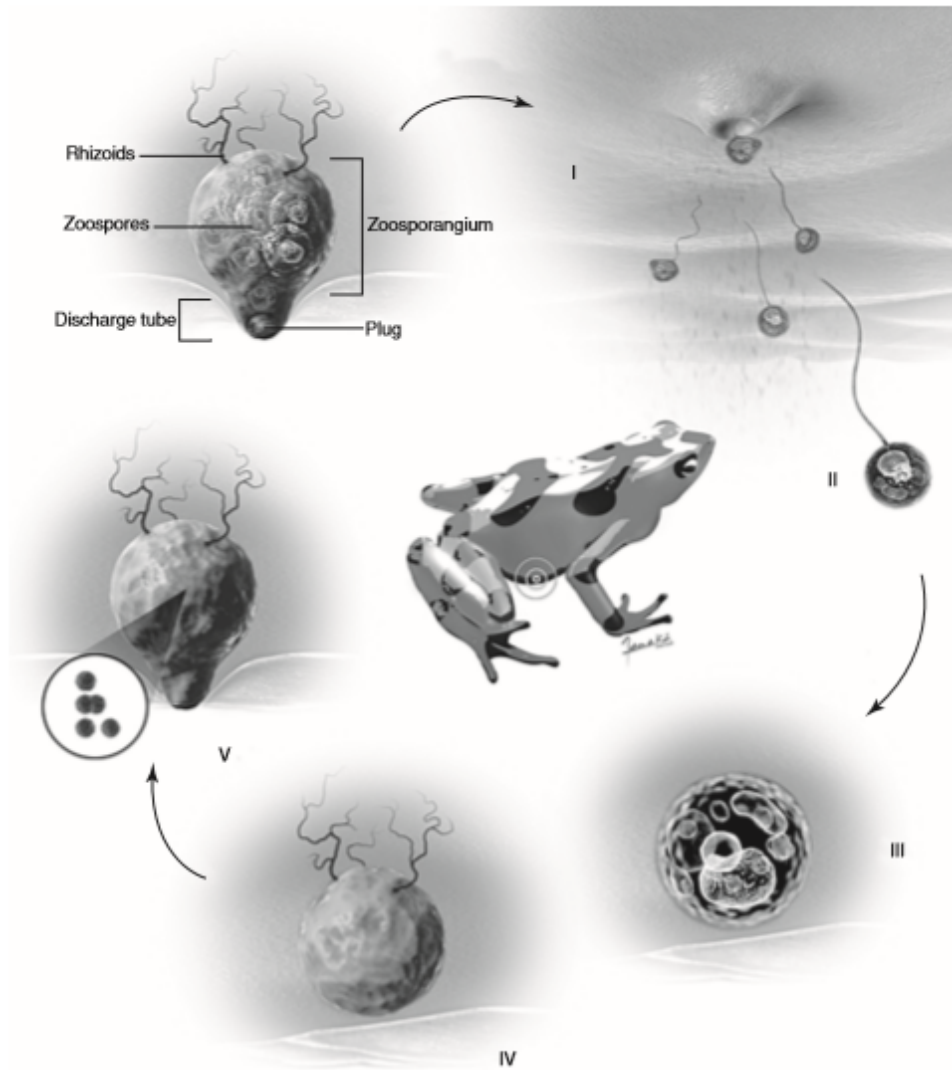 Rhizoids
Zoospores
Zoosporangium
Discharge tube
Plug
I
II
III
IV
V